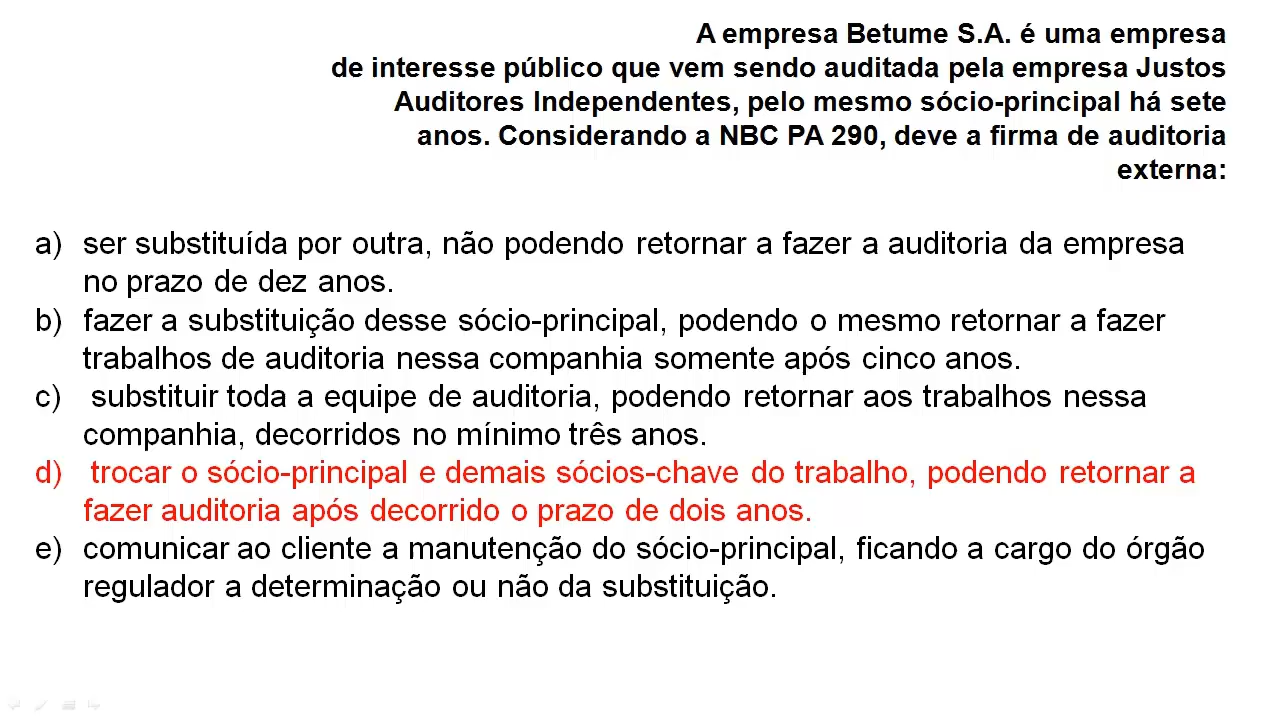 A empresa Betume S.A. é uma empresa
de interesse público que vem sendo auditada pela empresa Justos
Auditores Independentes, pelo mesmo sócio-principal há sete
anos. Considerando a NBC PA 290, deve a firma de auditoria
externa:
a) ser substituída por outra, não podendo retornar a fazer a auditoria da empresa
no prazo de dez anos.
b) fazer a substituição desse sócio-principal, podendo o mesmo retornar a fazer
trabalhos de auditoria nessa companhia somente após cinco anos.
c) substituir toda a equipe de auditoria, podendo retornar aos trabalhos nessa
companhia, decorridos no mínimo três anos.
d) trocar o sócio-principal e demais sócios-chave do trabalho, podendo retornar a
fazer auditoria após decorrido o prazo de dois anos.
e) comunicar ao cliente a manutenção do sócio-principal, ficando a cargo do órgão
regulador a determinação ou não da substituição.